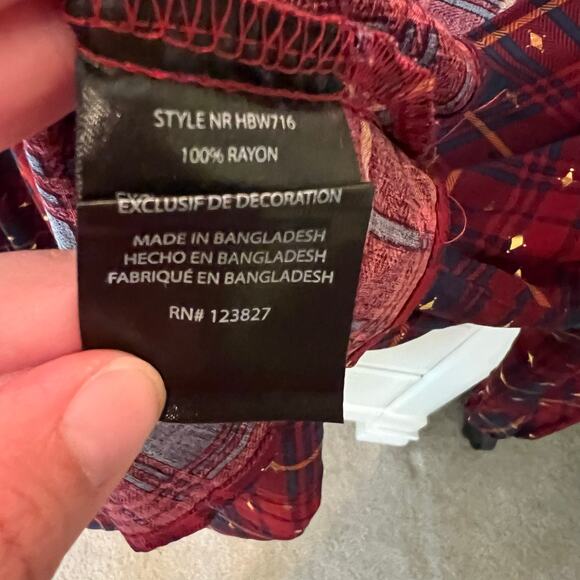 STYLE NR HBW716
100% RAYON
EXCLUSIF DE DECORATION
MADE IN BANGLADESH
HECHO EN BANGLADESH
FABRIQUÉ EN BANGLADESH
RN# 123827